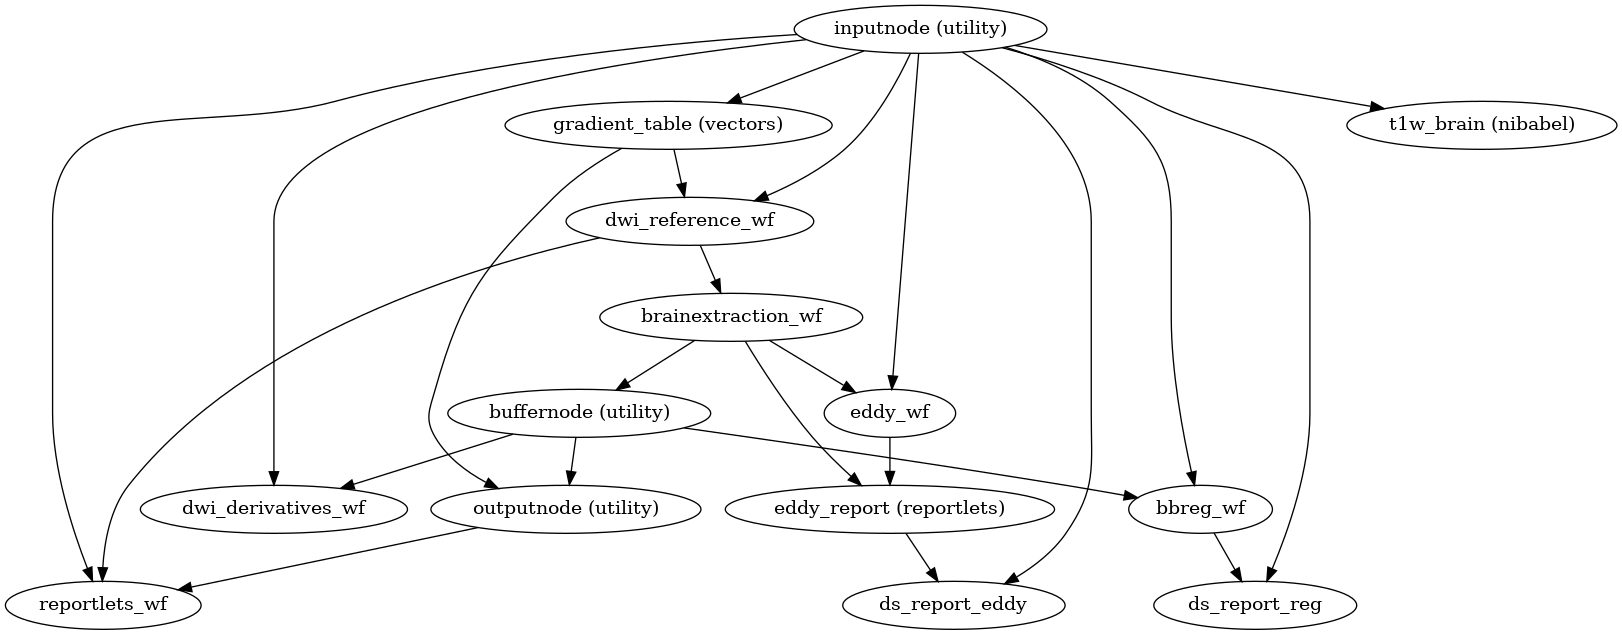 inputnode (utility)
gradient_table (vectors)
t1w_brain (nibabel)
dwi_reference_wf
brainextraction_wf
buffernode (utility)
eddy_wf
dwi_derivatives_wf
outputnode (utility)
eddy_report (reportlets)
bbreg_wf
reportlets_wf
ds_report_eddy
ds_report_reg